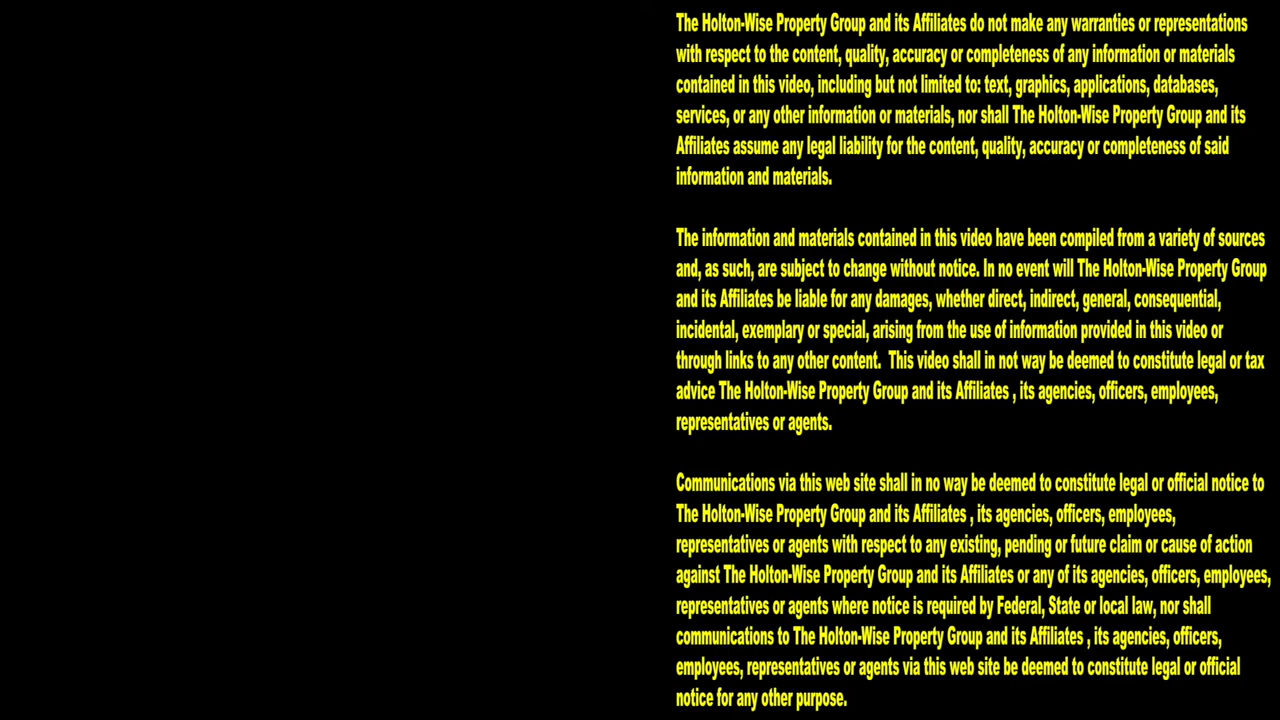 The Holton-Wise Property Group and its Affiliates do not make any warranties or representations
with respect to the content, quality, accuracy or completeness of any information or materials
contained in this video, including but not limited to: text, graphics, applications, databases,
services, or any other information or materials, nor shall The Holton-Wise Property Group and its
Affiliates assume any legal liability for the content, quality, accuracy or completeness of said
information and materials.
The information and materials contained in this video have been compiled from a variety of sources
and, as such, are subject to change without notice. In no event will The Holton-Wise Property Group
and its Affiliates be liable for any damages, whether direct, indirect, general, consequential,
incidental, exemplary or special, arising from the use of information provided in this video or
through links to any other content.  This video shall in not way be deemed to constitute legal or tax
advice The Holton-Wise Property Group and its Affiliates , its agencies, officers, employees,
representatives or agents.
Communications via this web site shall in no way be deemed to constitute legal or official notice to
The Holton-Wise Property Group and its Affiliates , its agencies, officers, employees,
representatives or agents with respect to any existing, pending or future claim or cause of action
against The Holton-Wise Property Group and its Affiliates or any of its agencies, officers, employees,
representatives or agents where notice is required by Federal, State or local law, nor shall
communications to The Holton-Wise Property Group and its Affiliates , its agencies, officers,
employees, representatives or agents via this web site be deemed to constitute legal or official
notice for any other purpose.